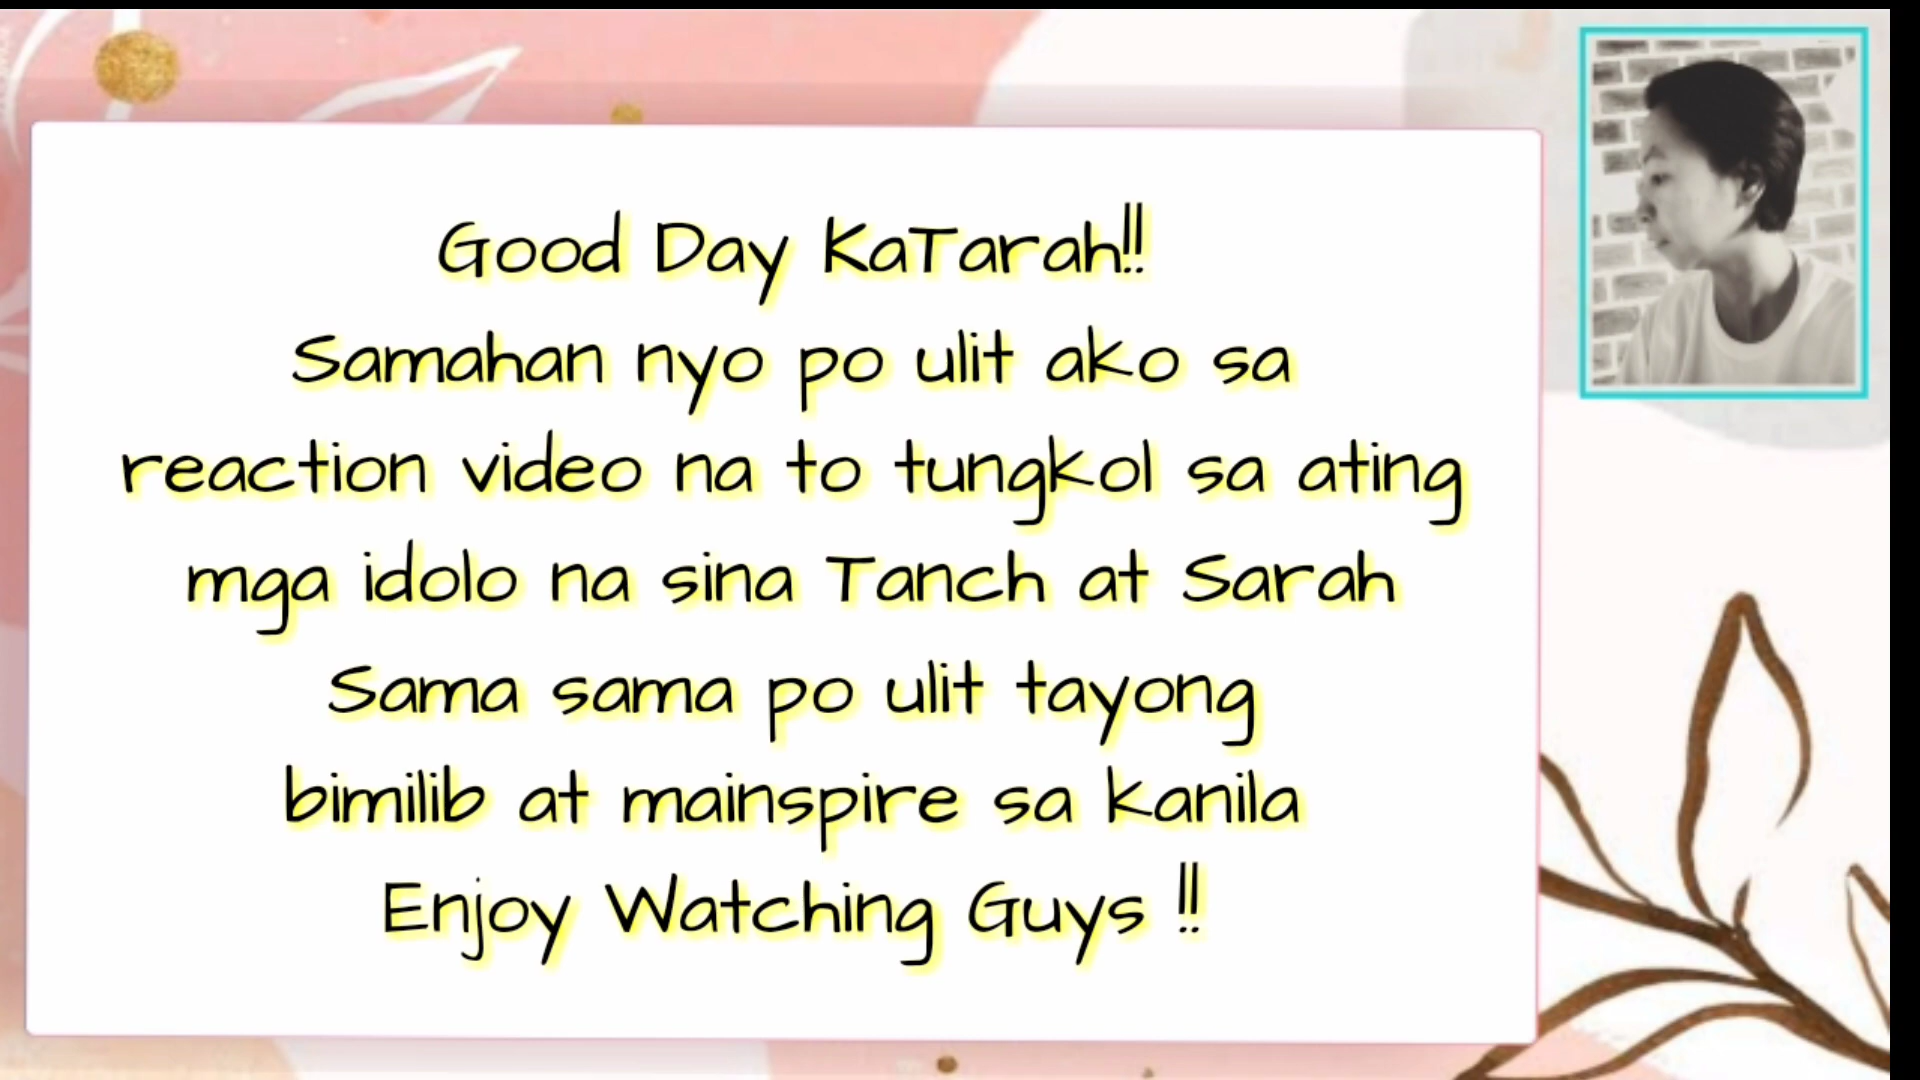 Good Day KaTarah!!
Samahan nyo po ulit ako sa
reaction video na to tungkol sa ating
mga idolo na sina Tanch at Sarah
Sama sama po ulit tayong
bimilib at mainspire sa kanila
Enjoy Watching Guys !!